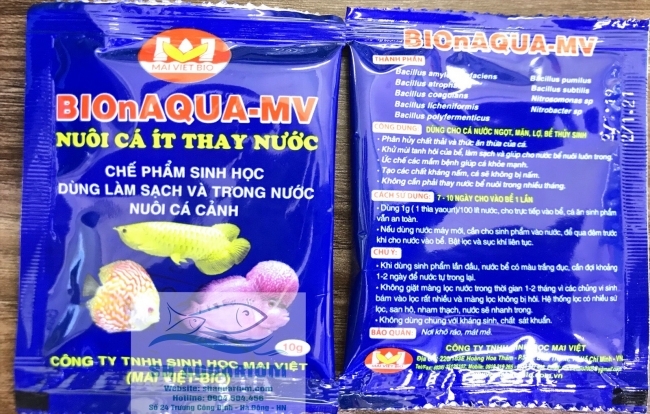 MAI VIET BIO
BIOnAQUA-MV
NUÔI CÁ ÍT THAY NƯỚC
CHẾ PHẨM SINH HỌC
DÙNG LÀM SẠCH VÀ TRONG NƯỚC
NUÔI CÁ CẢNH
10g
CÔNG TY TNHH SINH HỌC MAI VIỆT
(MAI VIỆT-BIO)
Hotline: 0904.504.456
Số 24 Trương Công Định - Hà Đông - HN
BIOnAQUA-MV
THÀNH PHẦN
Bacillus pumilus
Bacillus subtilis
Bacillus coagulans
Nitrosomonas sp
Bacillus licheniformis
Nitrobacter sp
Bacillus polyfermenticus
CÔNG DỤNG: DÙNG CHO CÁ NƯỚC NGỌT, MẶN, LỢ, BỂ THỦY SINH
- Phân hủy chất thải và thức ăn thừa của cá.
- Khử mùi tanh hôi của bể, làm sạch và giúp cho nước bể nuôi luôn trong.
- Ức chế các mầm bệnh giúp cá khỏe mạnh.
- Tạo các chất kháng nấm, cá sẽ không bị nấm.
- Không cần phải thay nước bể nuôi trong nhiều tháng.
CÁCH SỬ DỤNG: 7 - 10 NGÀY CHO VÀO BỂ 1 LẦN
- Dùng 1g (1 thìa yaourt)/100 lít nước, cho trực tiếp vào bể, cá ăn sinh phẩm
vẫn an toàn.
- Nếu dùng nước máy mới, cần cho sinh phẩm vào nước, để qua đêm trước
khi cho nước vào bể. Bật lọc và sục khí liên tục.
CHÚ Ý:
- Khi dùng sinh phẩm lần đầu, nước bể có màu trắng đục, cần đợi khoảng
1-2 ngày để nước tự trong lại.
- Không giặt màng lọc nước trong thời gian 1-2 tháng vì các chủng vi sinh
bám vào lọc rất nhiều và màng lọc không bị hôi. Hệ thống lọc có nhiều sứ
lọc, san hô, nham thạch, nước sẽ nhanh trong.
- Không dùng chung với kháng sinh, chất sát khuẩn.
BẢO QUẢN: Nơi khô ráo, mát mẻ.
CÔNG TY TNHH SINH HỌC MAI VIỆT